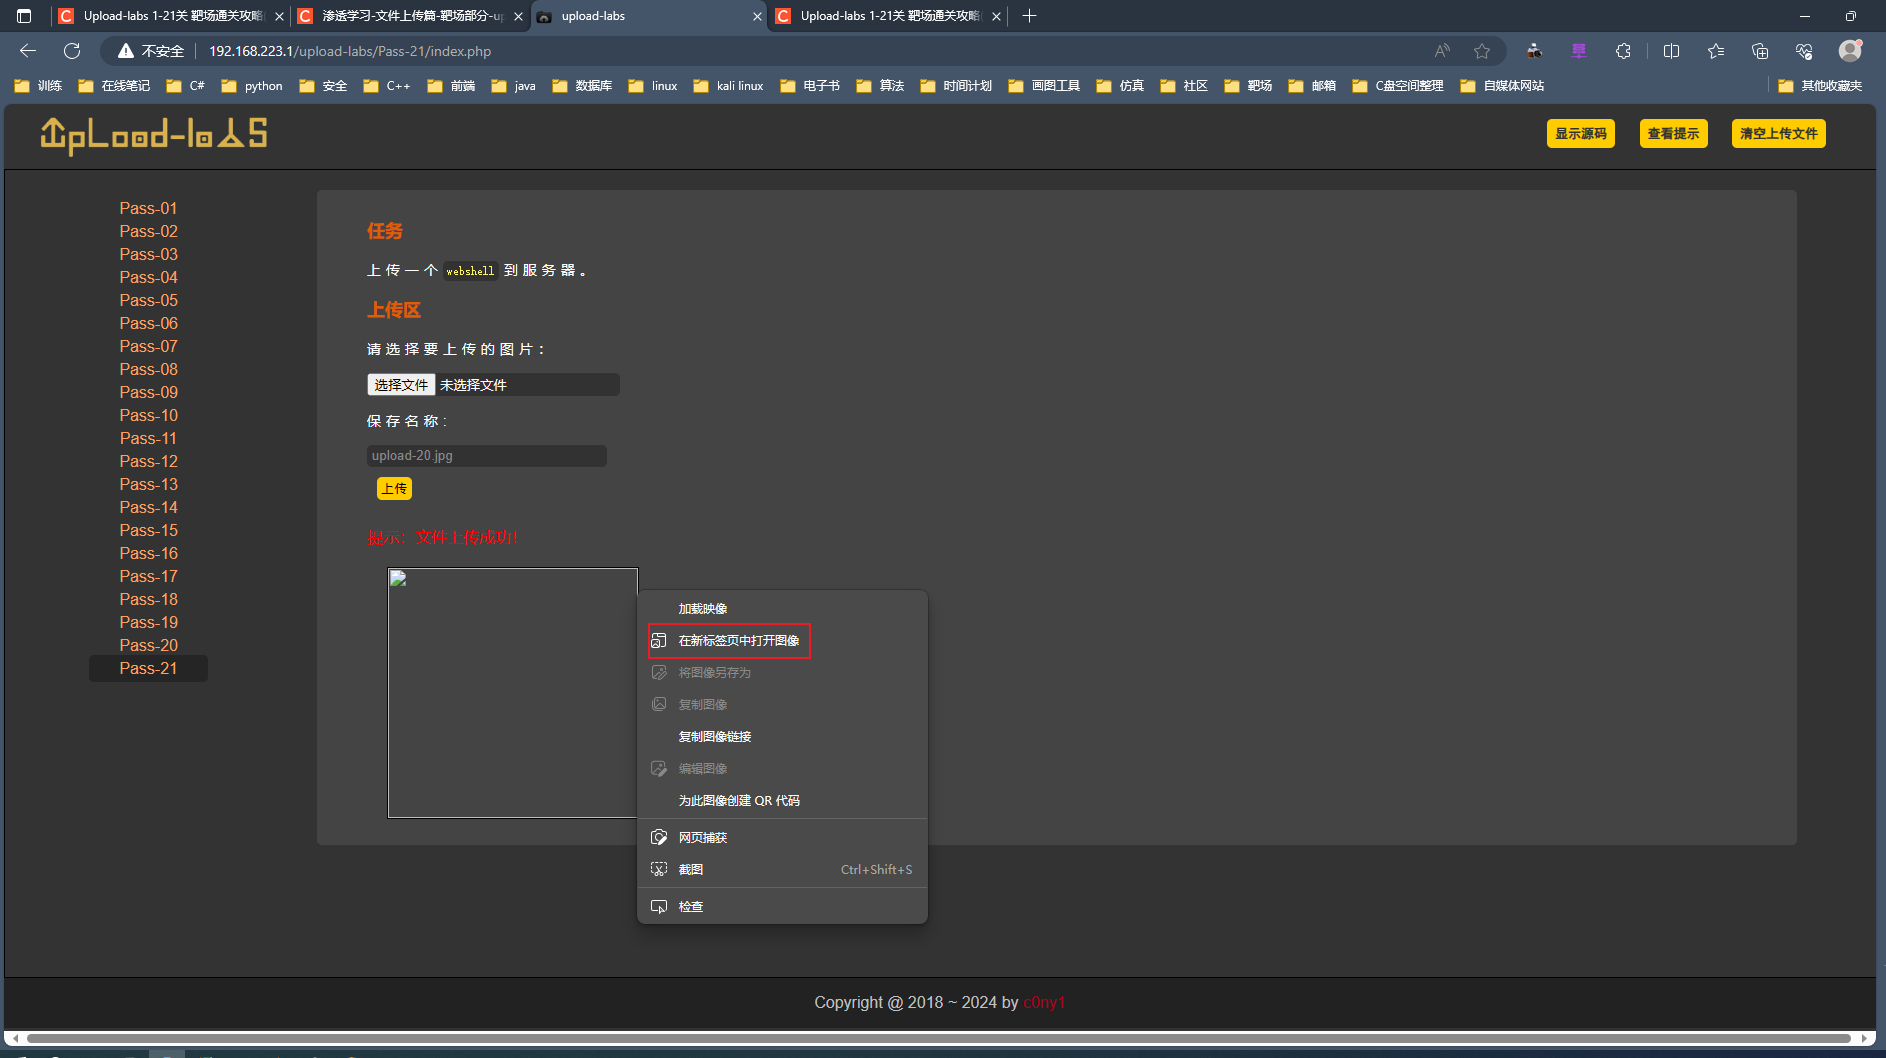 Upload-labs 1-21关 靶场通关攻略(
渗透学习-文件上传篇-靶场部分-up
upload-labs
Upload-labs 1-21关 靶场通关攻略(
不安全
192.168.223.1/upload-labs/Pass-21/index.php
训练
在线笔记
C#
python
安全
C++
前端
java
数据库
linux
kali linux
电子书
算法
时间计划
画图工具
仿真
社区
靶场
邮箱
C盘空间整理
自媒体网站
其他收藏夹
UpLoad-labs
显示源码
查看提示
清空上传文件
Pass-01
Pass-02
Pass-03
Pass-04
Pass-05
Pass-06
Pass-07
Pass-08
Pass-09
Pass-10
Pass-11
Pass-12
Pass-13
Pass-14
Pass-15
Pass-16
Pass-17
Pass-18
Pass-19
Pass-20
Pass-21
任务
上传一个 webshell 到服务器。
上传区
请选择要上传的图片：
选择文件 未选择文件
保存名称:
upload-20.jpg
上传
提示：文件上传成功！
加载映像
在新标签页中打开图像
将图像另存为
复制图像
复制图像链接
编辑图像
为此图像创建 QR 代码
网页捕获
截图 Ctrl+Shift+S
检查
Copyright @ 2018 ~ 2024 by c0ny1